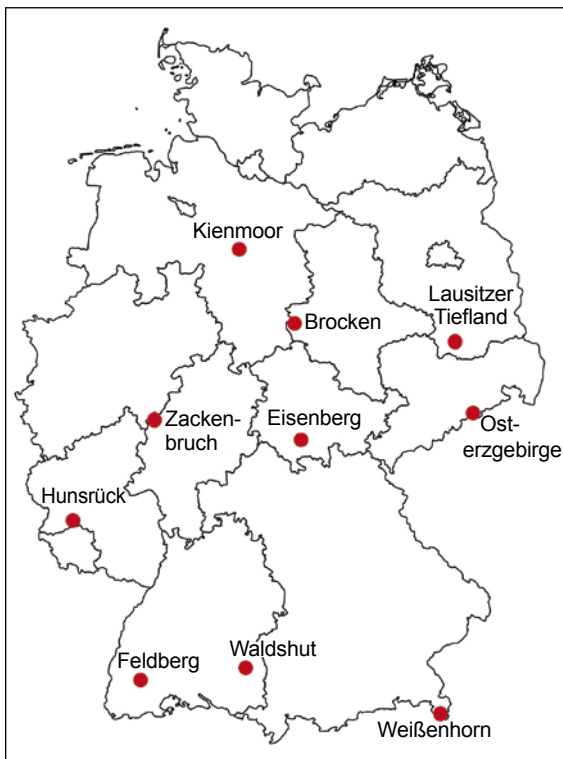 Kienmoor
Lausitzer
Tiefland
Brocken
Zacken-
bruch
Eisenberg
Ost-
erzgebirge
Hunsrück
Feldberg
Waldshut
Weißenhorn